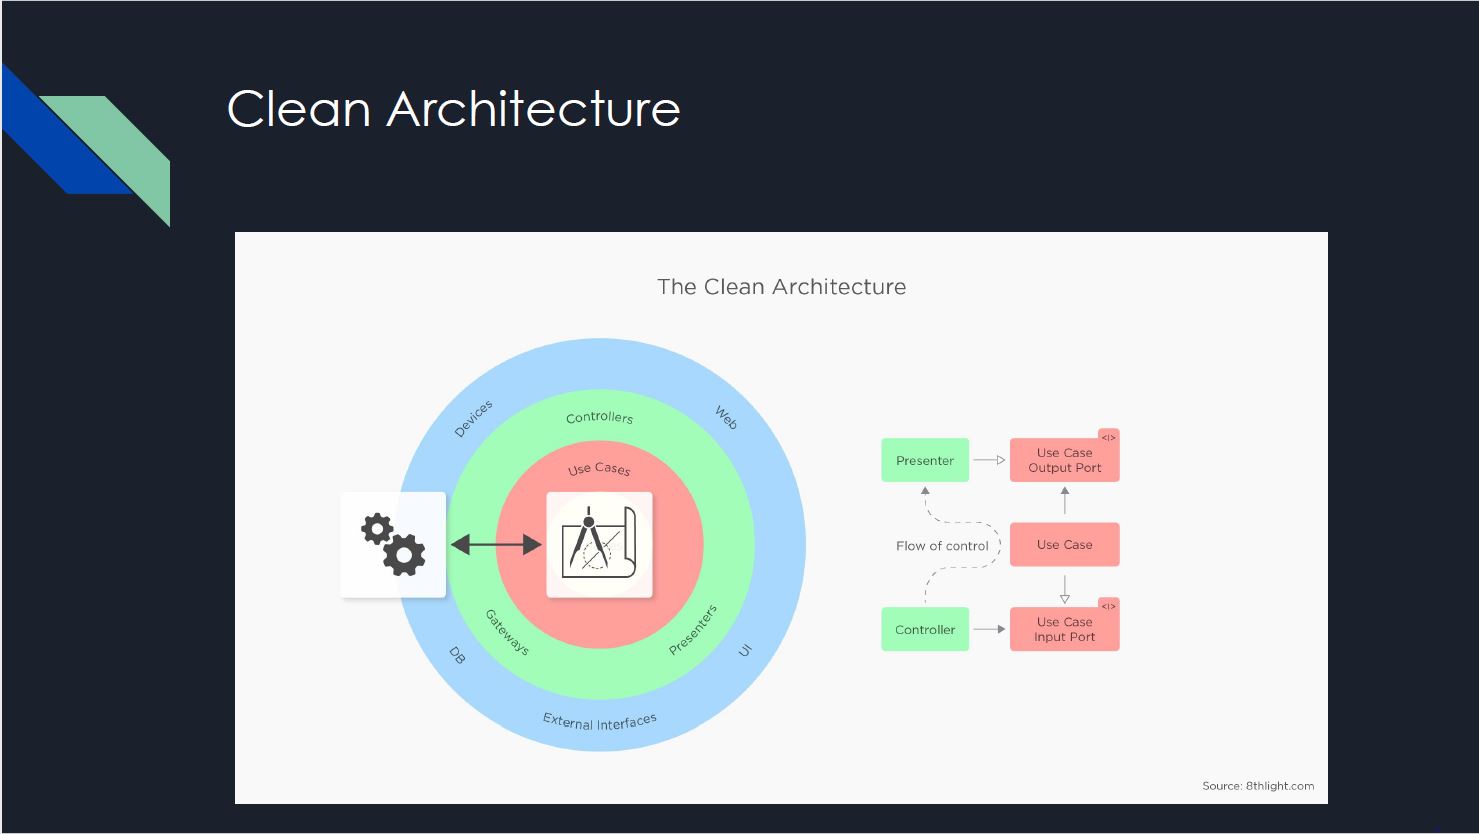 Clean Architecture
The Clean Architecture
Devices
Web
Controllers
Use Cases
Gateways
Presenters
DB
UI
External Interfaces
Presenter
<I>
Use Case
Output Port
Flow of control
Use Case
Controller
<I>
Use Case
Input Port
Source: 8thlight.com